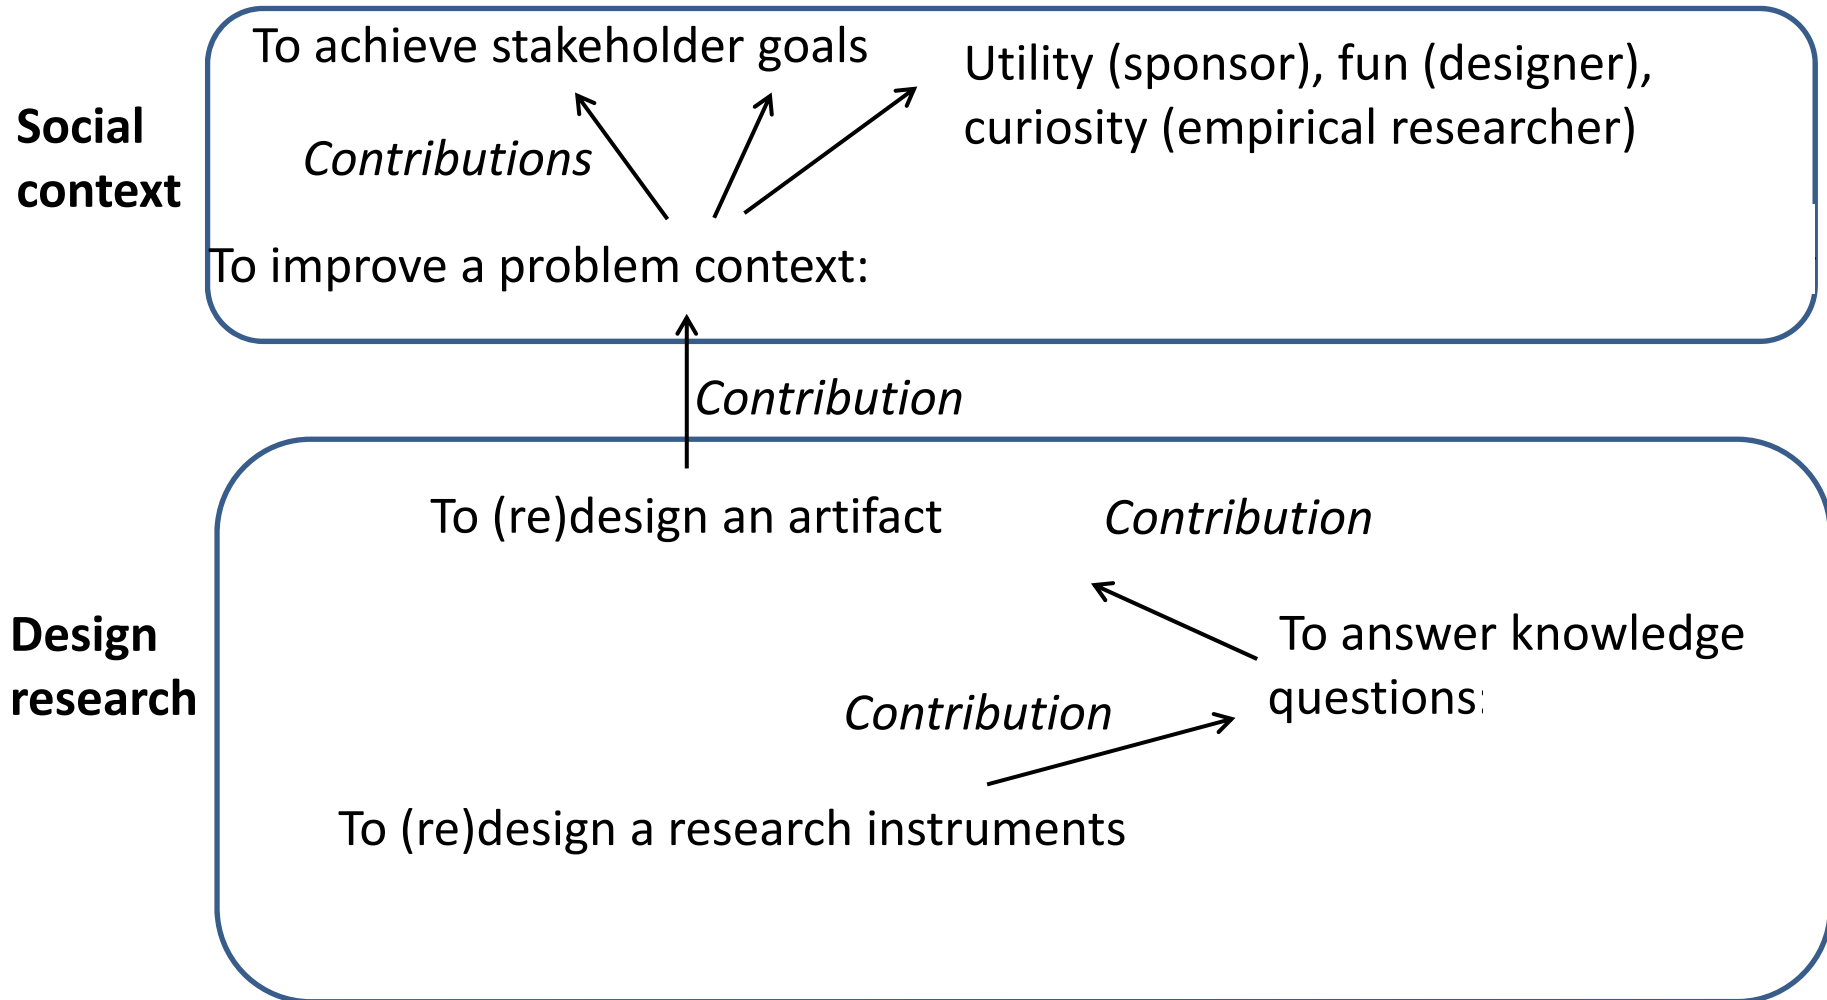 To achieve stakeholder goals
Utility (sponsor), fun (designer),
curiosity (empirical researcher)
Social
context
Contributions
To improve a problem context:
Contribution
To (re)design an artifact
Contribution
Design
research
To answer knowledge
questions:
Contribution
To (re)design a research instruments